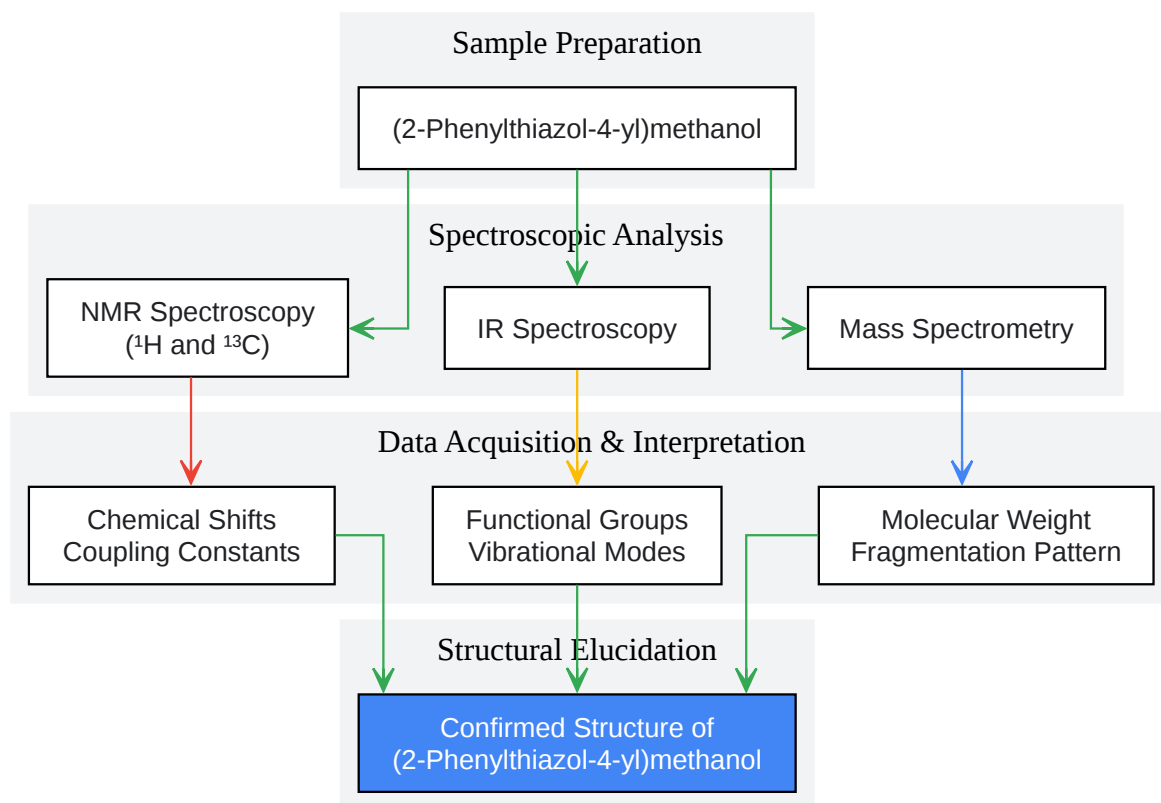 Sample Preparation
(2-Phenylthiazol-4-yl)methanol
Spectroscopic Analysis
NMR Spectroscopy
(¹H and ¹³C)
IR Spectroscopy
Mass Spectrometry
Data Acquisition & Interpretation
Chemical Shifts
Coupling Constants
Functional Groups
Vibrational Modes
Molecular Weight
Fragmentation Pattern
Structural Elucidation
Confirmed Structure of
(2-Phenylthiazol-4-yl)methanol